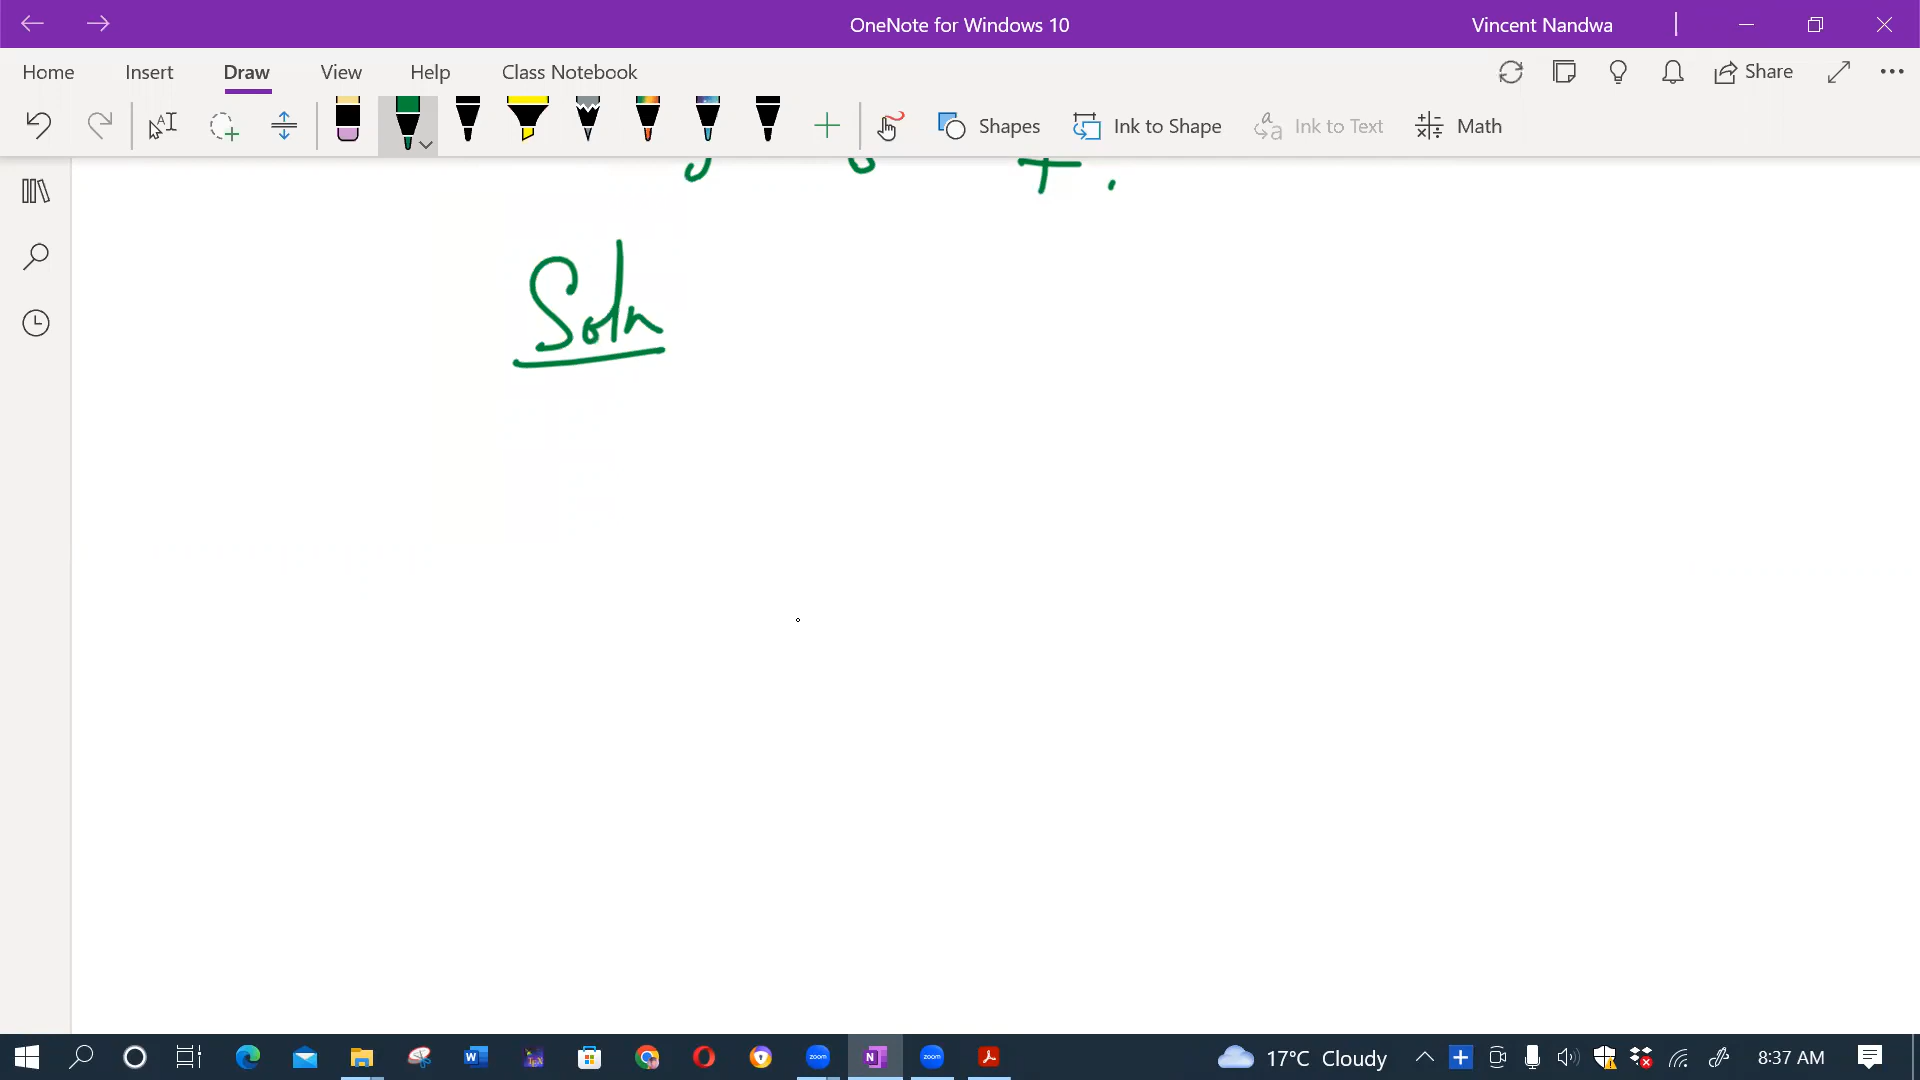 OneNote for Windows 10
Vincent Nandwa
Home Insert Draw View Help Class Notebook
Share
Shapes Ink to Shape Ink to Text Math
Soln
17°C Cloudy
8:37 AM